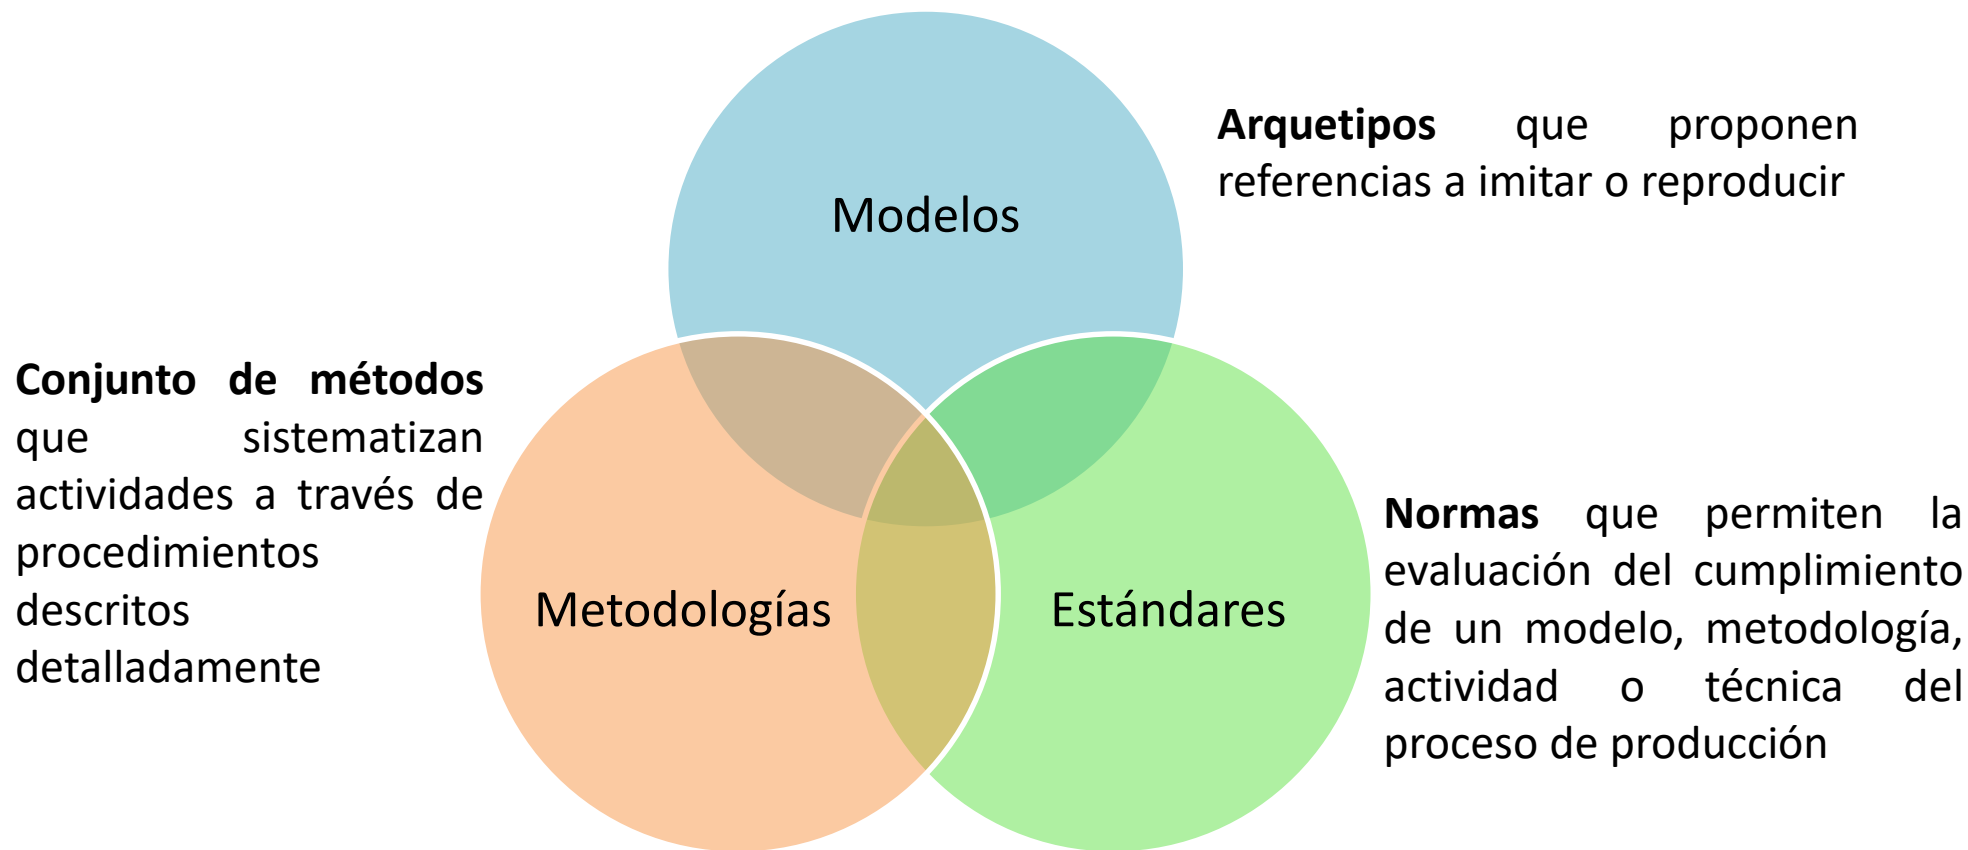 Modelos
Arquetipos que proponen
referencias a imitar o reproducir
Conjunto de métodos
que sistematizan
actividades a través de
procedimientos
descritos
detalladamente
Metodologías
Estándares
Normas que permiten la
evaluación del cumplimiento
de un modelo, metodología,
actividad o técnica del
proceso de producción